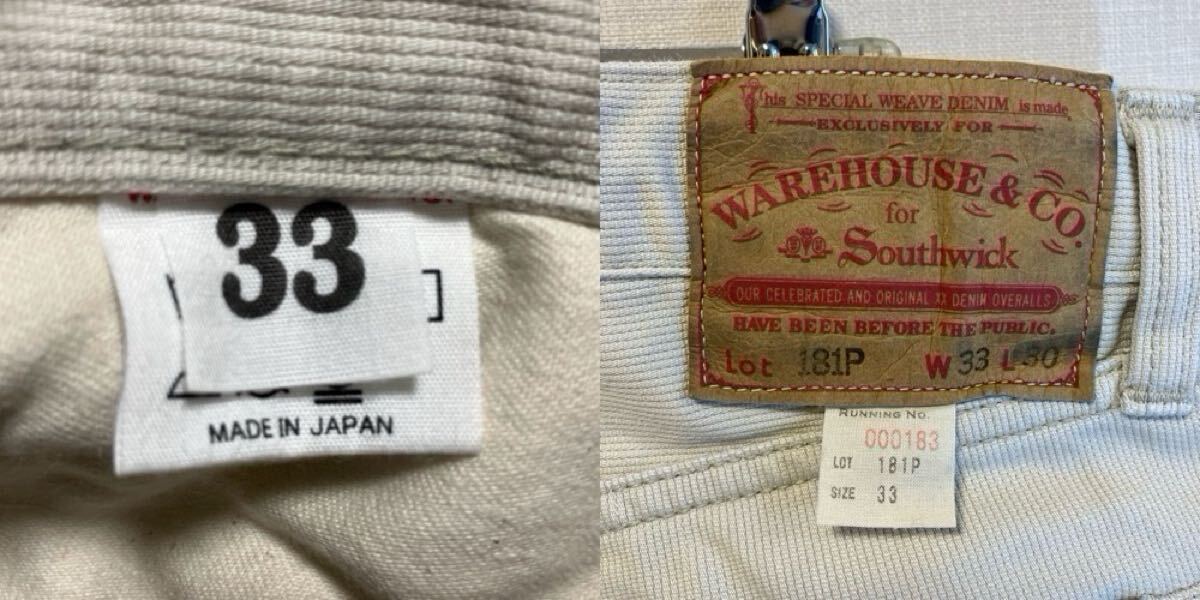 33
MADE IN JAPAN
This SPECIAL WEAVE DENIM is made
EXCLUSIVELY FOR
WAREHOUSE & CO.
for
Southwick
OUR CELEBRATED AND ORIGINAL XX DENIM OVERALLS
HAVE BEEN BEFORE THE PUBLIC.
Lot 181P W 33 L 30
RUNNING NO.
000183
LOT 181P
SIZE 33